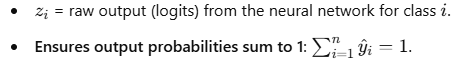 • z_i = raw output (logits) from the neural network for class i.
• Ensures output probabilities sum to 1: ∑_{i=1}^{n} ŷ_i = 1.